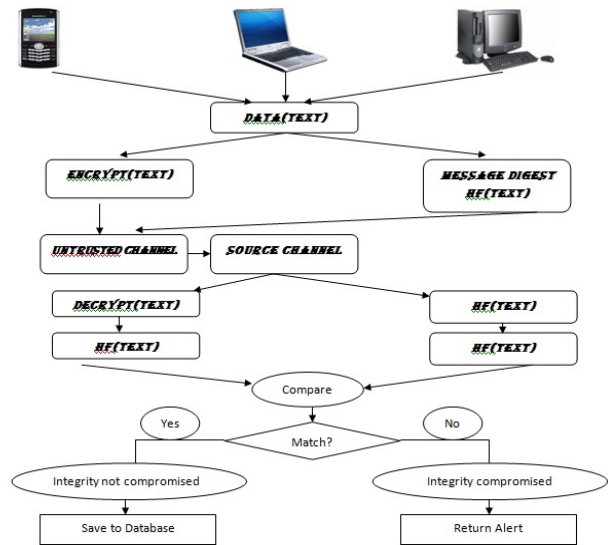 DATA(TEXT)
ENCRYPT(TEXT)
MESSAGE DIGEST
HF(TEXT)
UNTRUSTED CHANNEL
SOURCE CHANNEL
DECRYPT(TEXT)
HF(TEXT)
HF(TEXT)
HF(TEXT)
Compare
Yes
No
Match?
Integrity not compromised
Integrity compromised
Save to Database
Return Alert